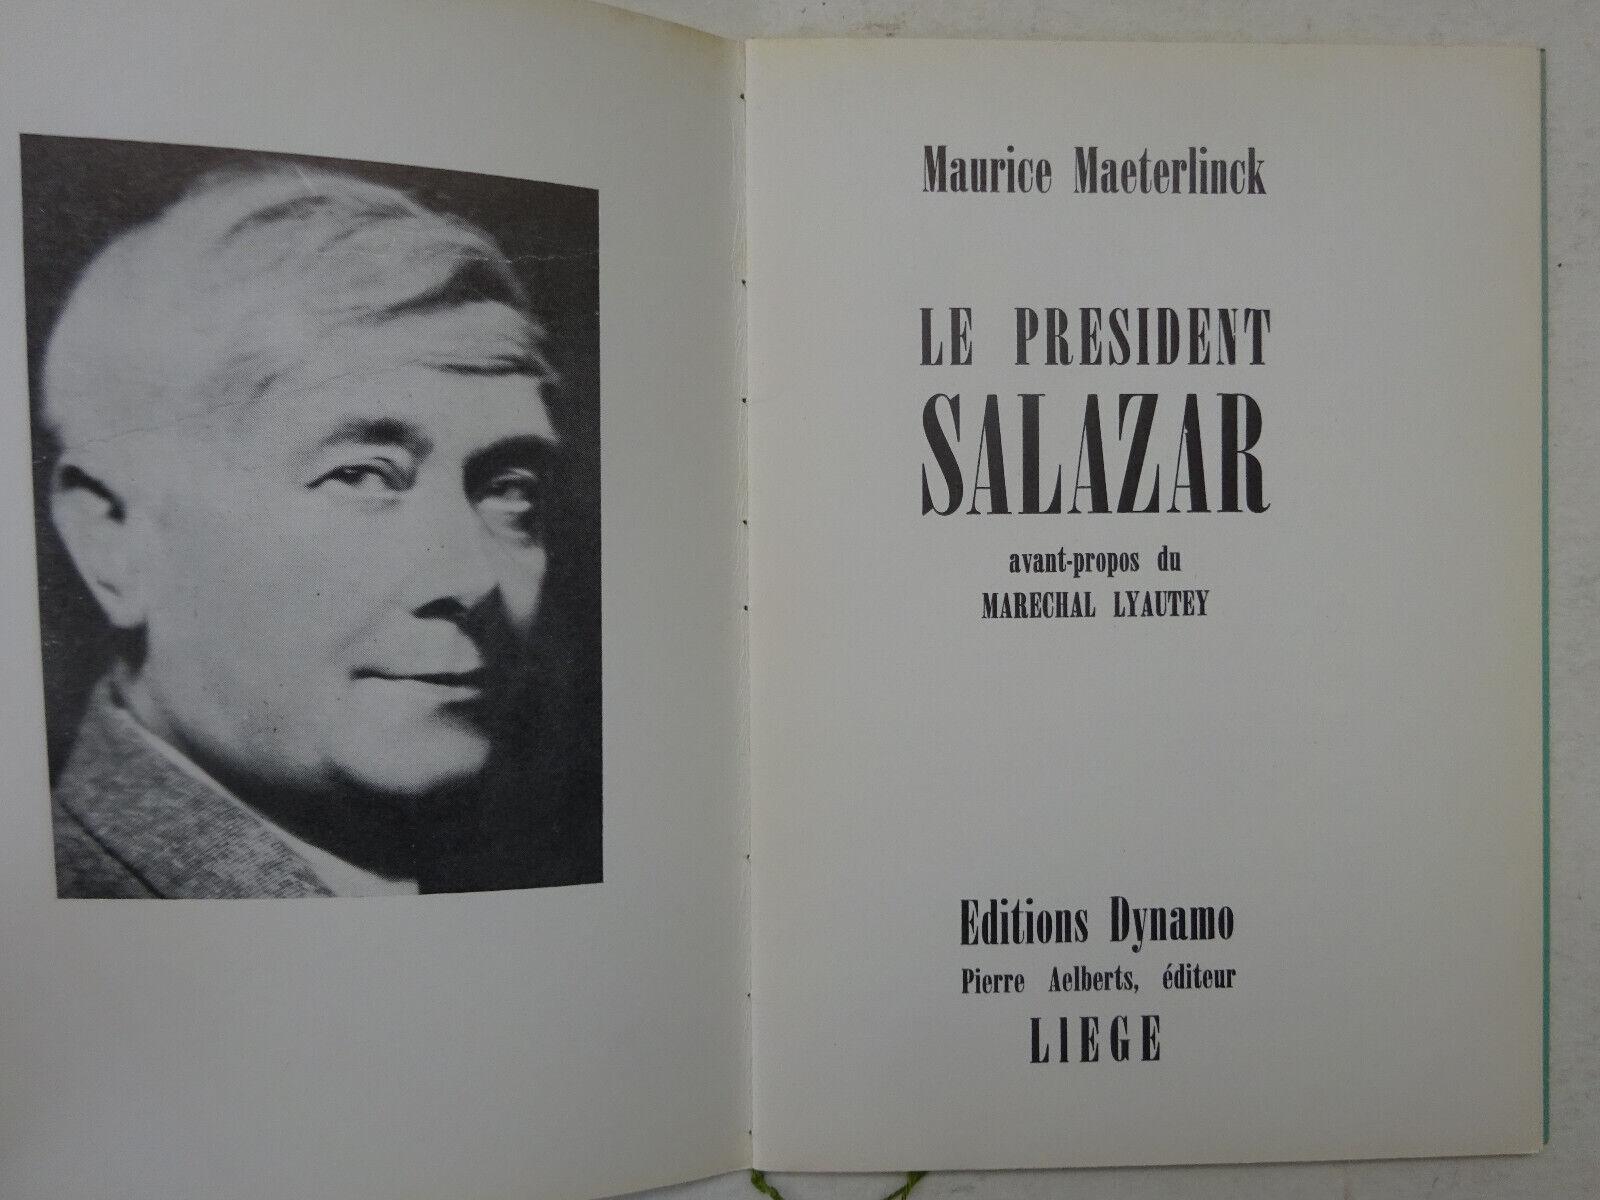 Maurice Maeterlinck
LE PRESIDENT
SALAZAR
avant-propos du
MARECHAL LYAUTEY
Editions Dynamo
Pierre Aelberts, éditeur
LIEGE